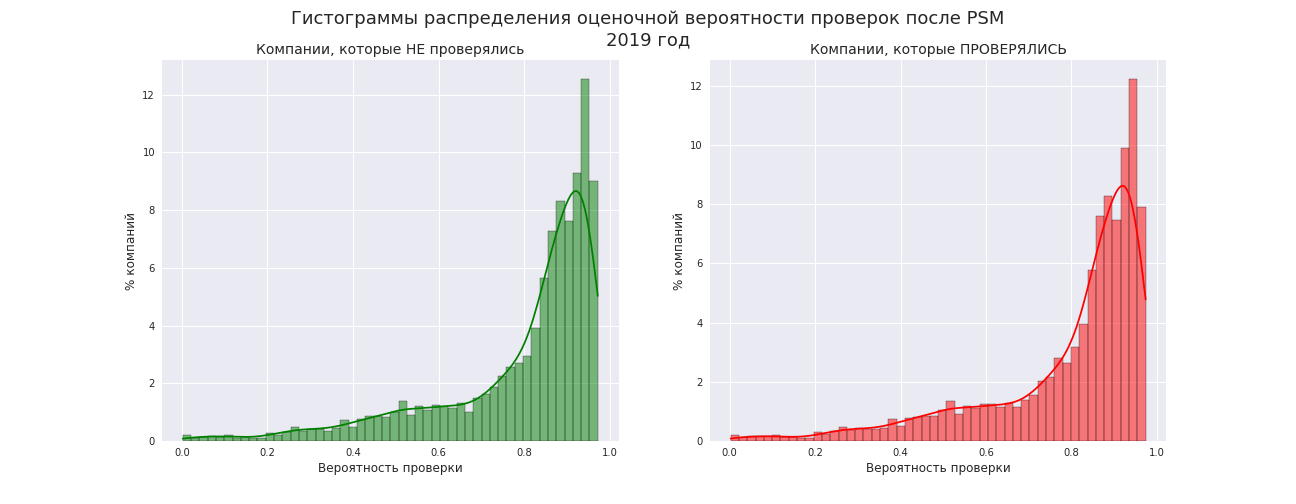 Гистограммы распределения оценочной вероятности проверок после PSM
2019 год
Компании, которые НЕ проверялись
% компаний
12
10
8
6
4
2
0
0.0 0.2 0.4 0.6 0.8 1.0
Вероятность проверки
Компании, которые ПРОВЕРЯЛИСЬ
% компаний
12
10
8
6
4
2
0
0.0 0.2 0.4 0.6 0.8 1.0
Вероятность проверки